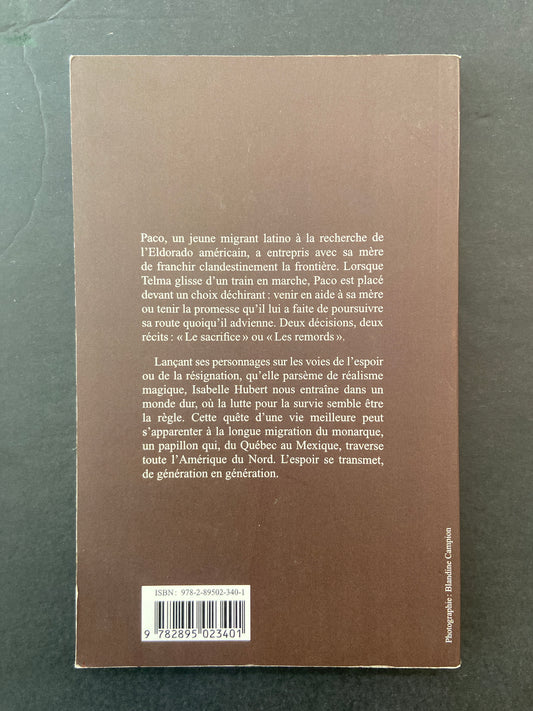 Paco, un jeune migrant latino à la recherche de
l’Eldorado américain, a entrepris avec sa mère
de franchir clandestinement la frontière. Lorsque
Telma glisse d’un train en marche, Paco est placé
devant un choix déchirant : venir en aide à sa mère
ou tenir la promesse qu’il lui a faite de poursuivre
sa route quoiqu’il advienne. Deux décisions, deux
récits : « Le sacrifice » ou « Les remords ».
Lançant ses personnages sur les voies de l’espoir
ou de la résignation, qu’elle parsème de réalisme
magique, Isabelle Hubert nous entraîne dans un
monde dur, où la lutte pour la survie semble être
la règle. Cette quête d’une vie meilleure peut
s’apparenter à la longue migration du monarque,
un papillon qui, du Québec au Mexique, traverse
toute l’Amérique du Nord. L’espoir se transmet,
de génération en génération.
ISBN : 978-2-89502-340-1
9 782895 023401
Photographie : Blandine Campion